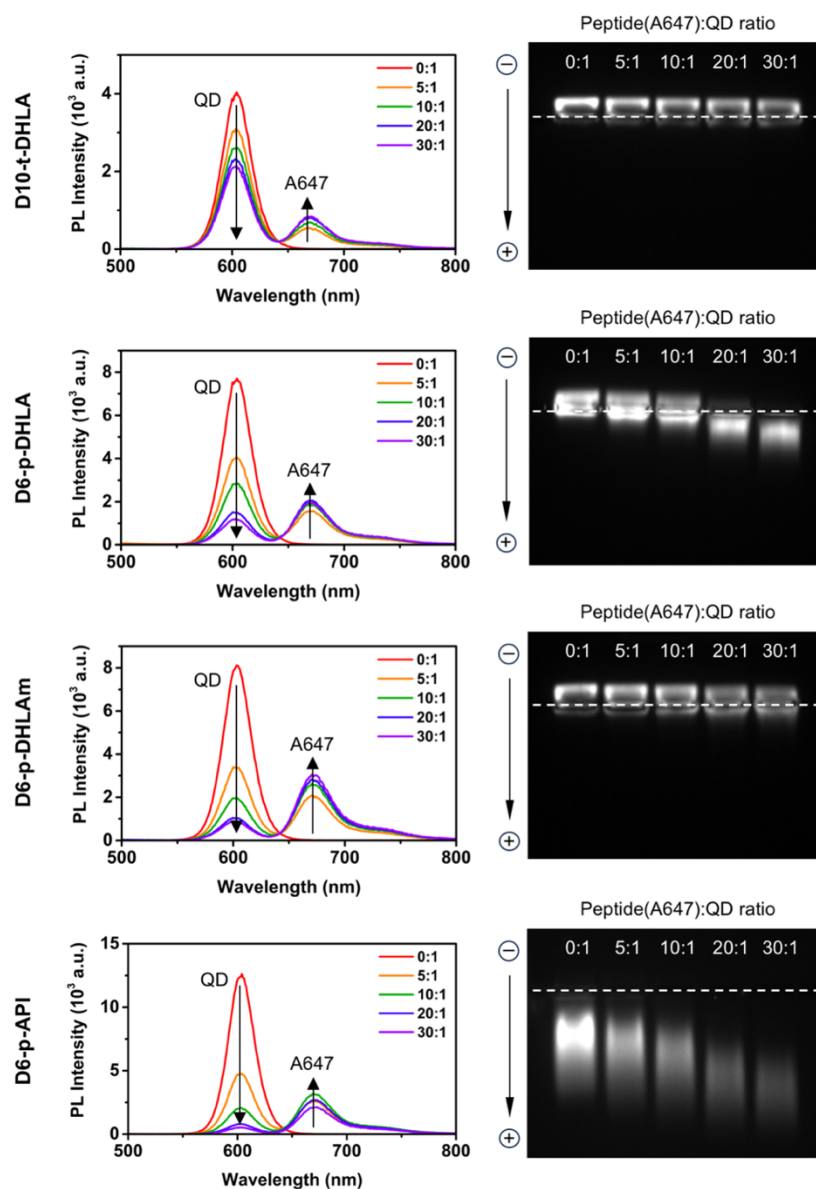 Peptide(A647):QD ratio
D10-t-DHLA
PL Intensity (10³ a.u.)
4
2
0
500
600
700
800
Wavelength (nm)
QD
A647
0:1
5:1
10:1
20:1
30:1
−
+
0:1 5:1 10:1 20:1 30:1
Peptide(A647):QD ratio
D6-p-DHLA
PL Intensity (10³ a.u.)
8
6
4
2
0
500
600
700
800
Wavelength (nm)
QD
A647
0:1
5:1
10:1
20:1
30:1
−
+
0:1 5:1 10:1 20:1 30:1
Peptide(A647):QD ratio
D6-p-DHLAm
PL Intensity (10³ a.u.)
8
6
4
2
0
500
600
700
800
Wavelength (nm)
QD
A647
0:1
5:1
10:1
20:1
30:1
−
+
0:1 5:1 10:1 20:1 30:1
Peptide(A647):QD ratio
D6-p-API
PL Intensity (10³ a.u.)
15
10
5
0
500
600
700
800
Wavelength (nm)
QD
A647
0:1
5:1
10:1
20:1
30:1
−
+
0:1 5:1 10:1 20:1 30:1